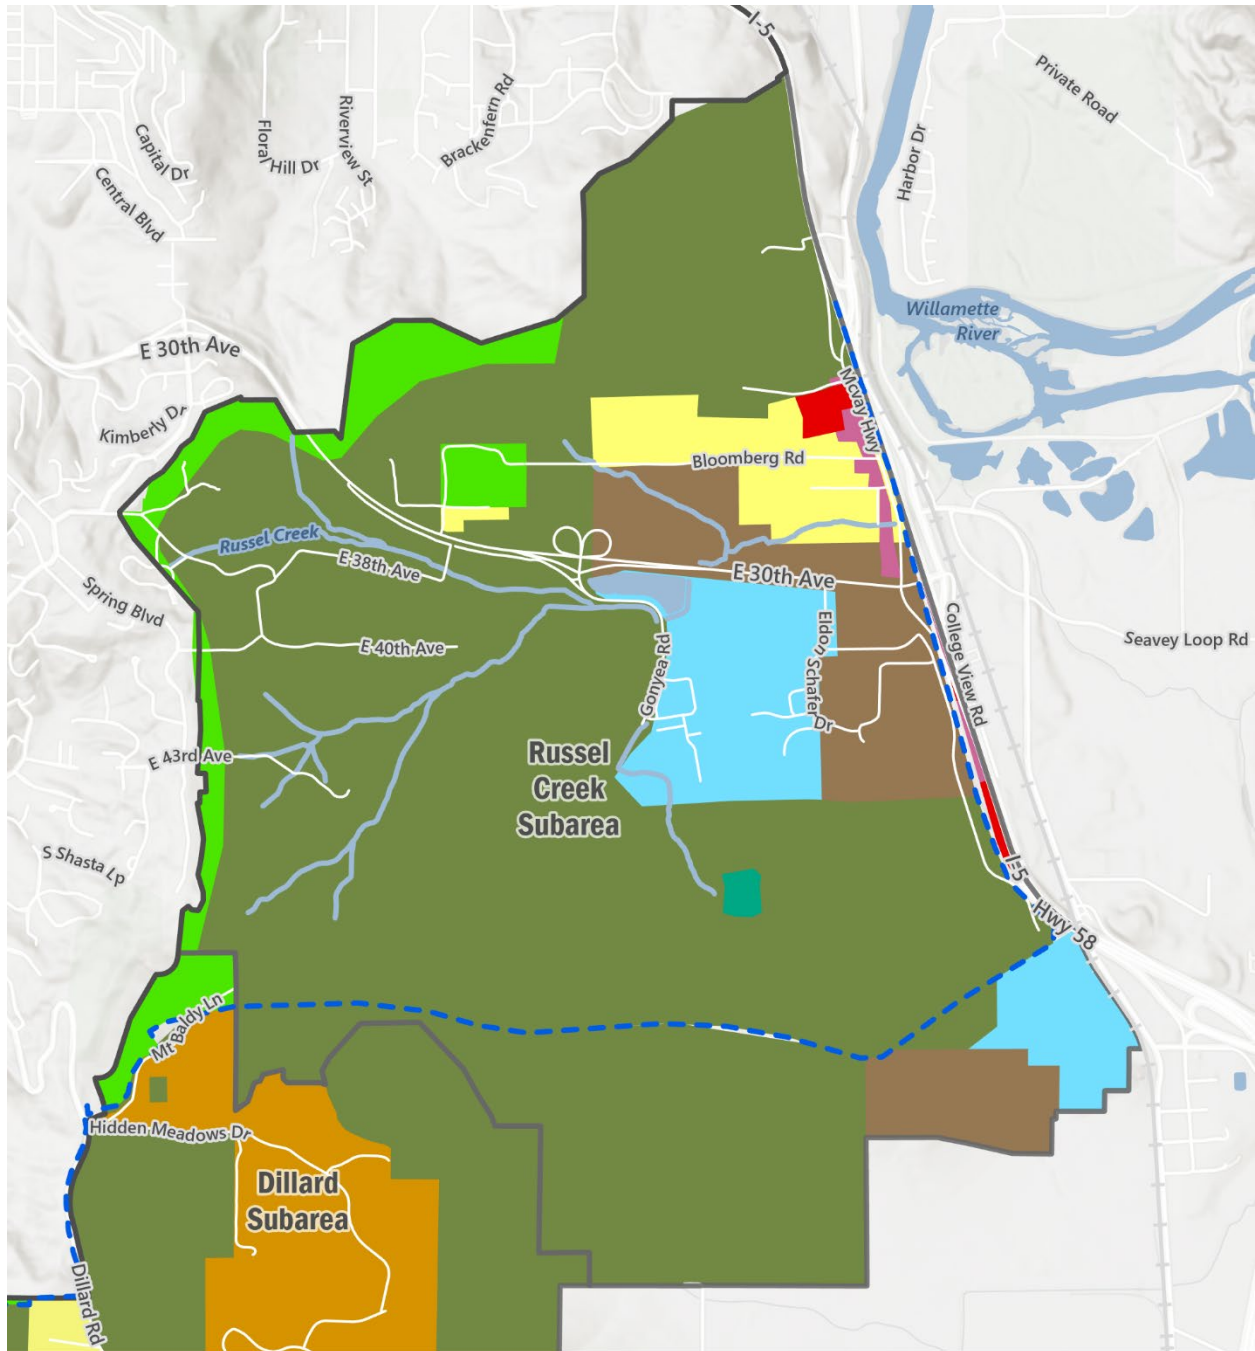 I-5
Private Road
Capital Dr
Floral
Hill Dr
Riverview St
Brackenfern Rd
Harbor Dr
Central Blvd
Willamette
River
E 30th Ave
Kimberly Dr
Mcvay Hwy
Bloomberg Rd
Russel Creek
E 38th Ave
E 30th Ave
Spring Blvd
E 40th Ave
Gonyea Rd
Eldon Schafer Dr
College View Rd
Seavey Loop Rd
E 43rd Ave
Russel
Creek
Subarea
S Shasta Lp
I-5
Hwy 58
Mt Baldy Ln
Hidden Meadows Dr
Dillard
Subarea
Dillard Rd